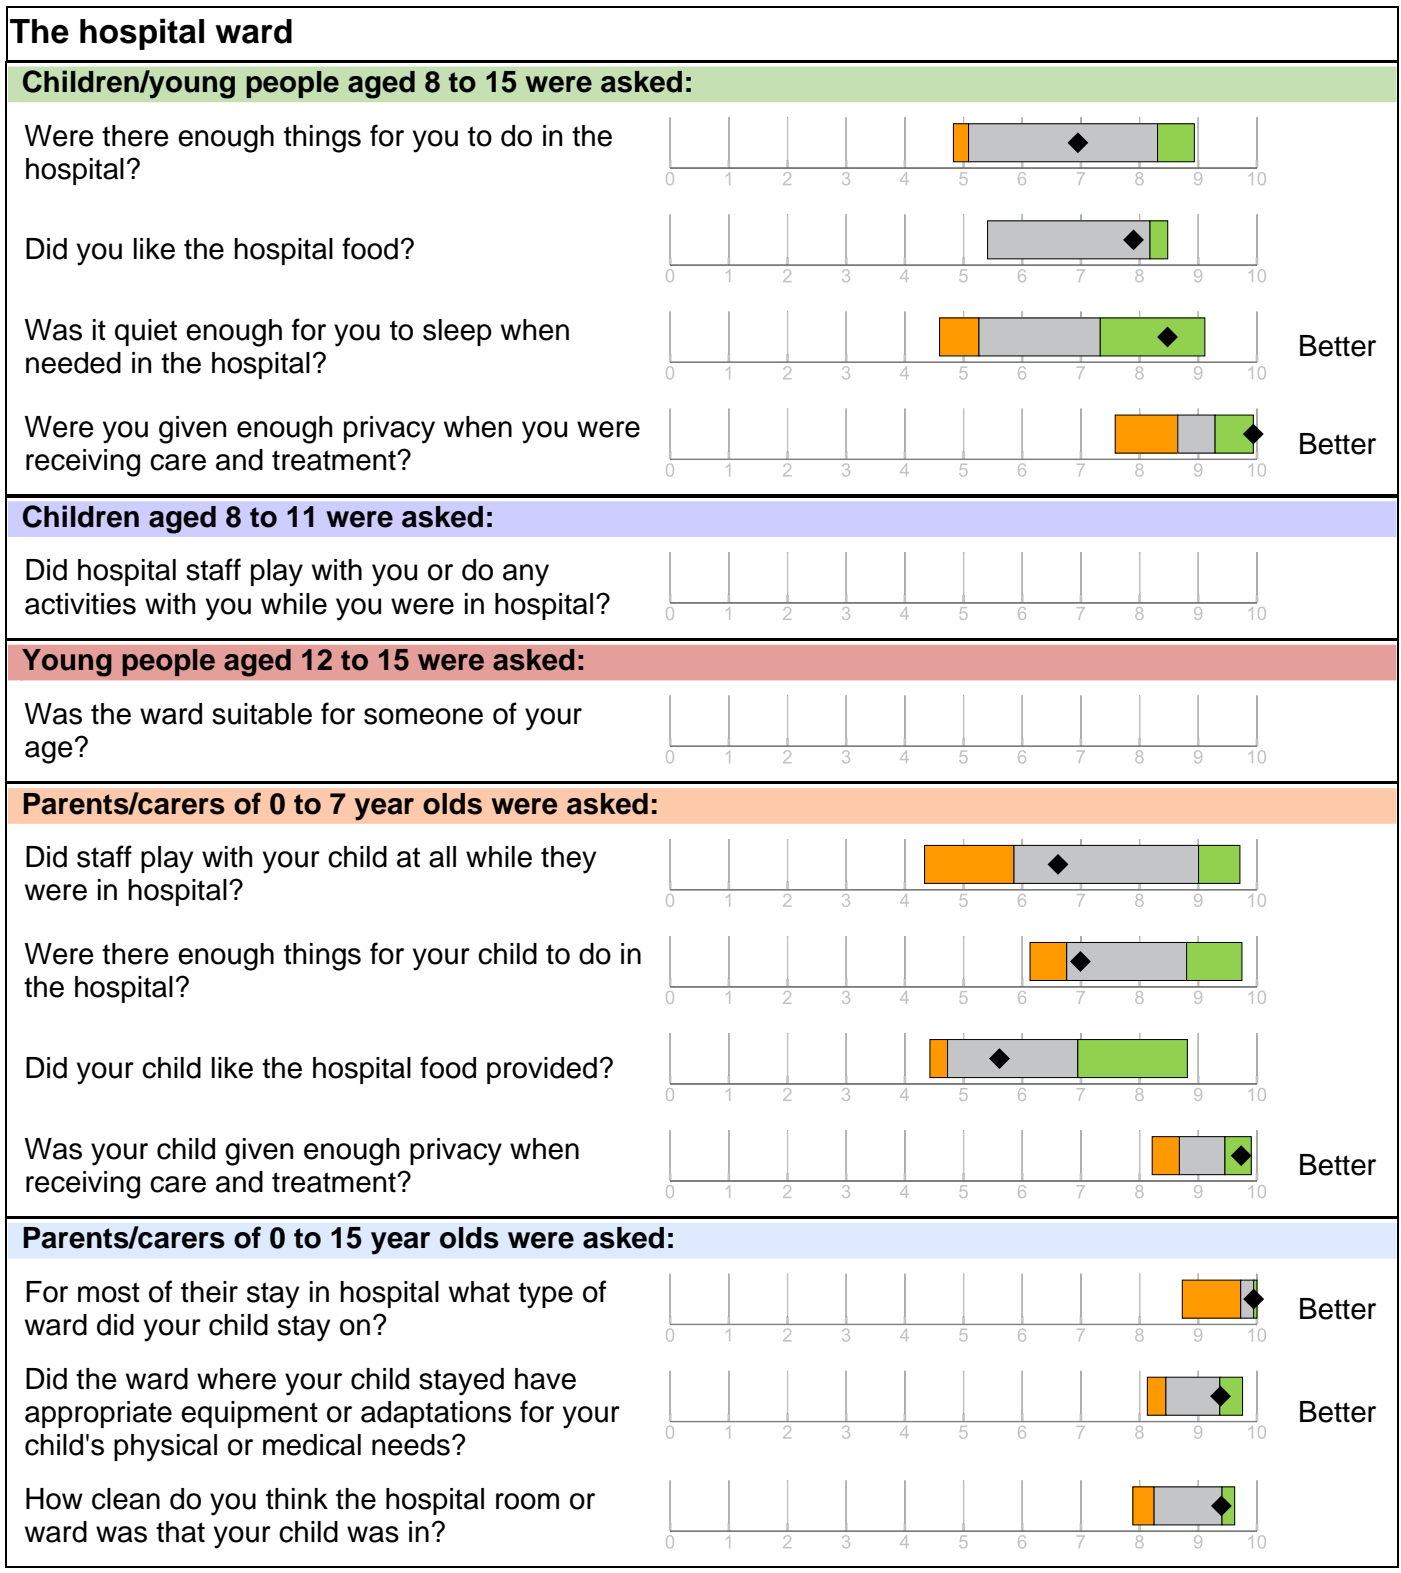 The hospital ward
Children/young people aged 8 to 15 were asked:
Were there enough things for you to do in the
hospital?
0 1 2 3 4 5 6 7 8 9 10
Did you like the hospital food?
0 1 2 3 4 5 6 7 8 9 10
Was it quiet enough for you to sleep when
needed in the hospital?
Better
0 1 2 3 4 5 6 7 8 9 10
Were you given enough privacy when you were
receiving care and treatment?
Better
0 1 2 3 4 5 6 7 8 9 10
Children aged 8 to 11 were asked:
Did hospital staff play with you or do any
activities with you while you were in hospital?
0 1 2 3 4 5 6 7 8 9 10
Young people aged 12 to 15 were asked:
Was the ward suitable for someone of your
age?
0 1 2 3 4 5 6 7 8 9 10
Parents/carers of 0 to 7 year olds were asked:
Did staff play with your child at all while they
were in hospital?
0 1 2 3 4 5 6 7 8 9 10
Were there enough things for your child to do in
the hospital?
0 1 2 3 4 5 6 7 8 9 10
Did your child like the hospital food provided?
0 1 2 3 4 5 6 7 8 9 10
Was your child given enough privacy when
receiving care and treatment?
Better
0 1 2 3 4 5 6 7 8 9 10
Parents/carers of 0 to 15 year olds were asked:
For most of their stay in hospital what type of
ward did your child stay on?
Better
0 1 2 3 4 5 6 7 8 9 10
Did the ward where your child stayed have
appropriate equipment or adaptations for your
child's physical or medical needs?
Better
0 1 2 3 4 5 6 7 8 9 10
How clean do you think the hospital room or
ward was that your child was in?
0 1 2 3 4 5 6 7 8 9 10